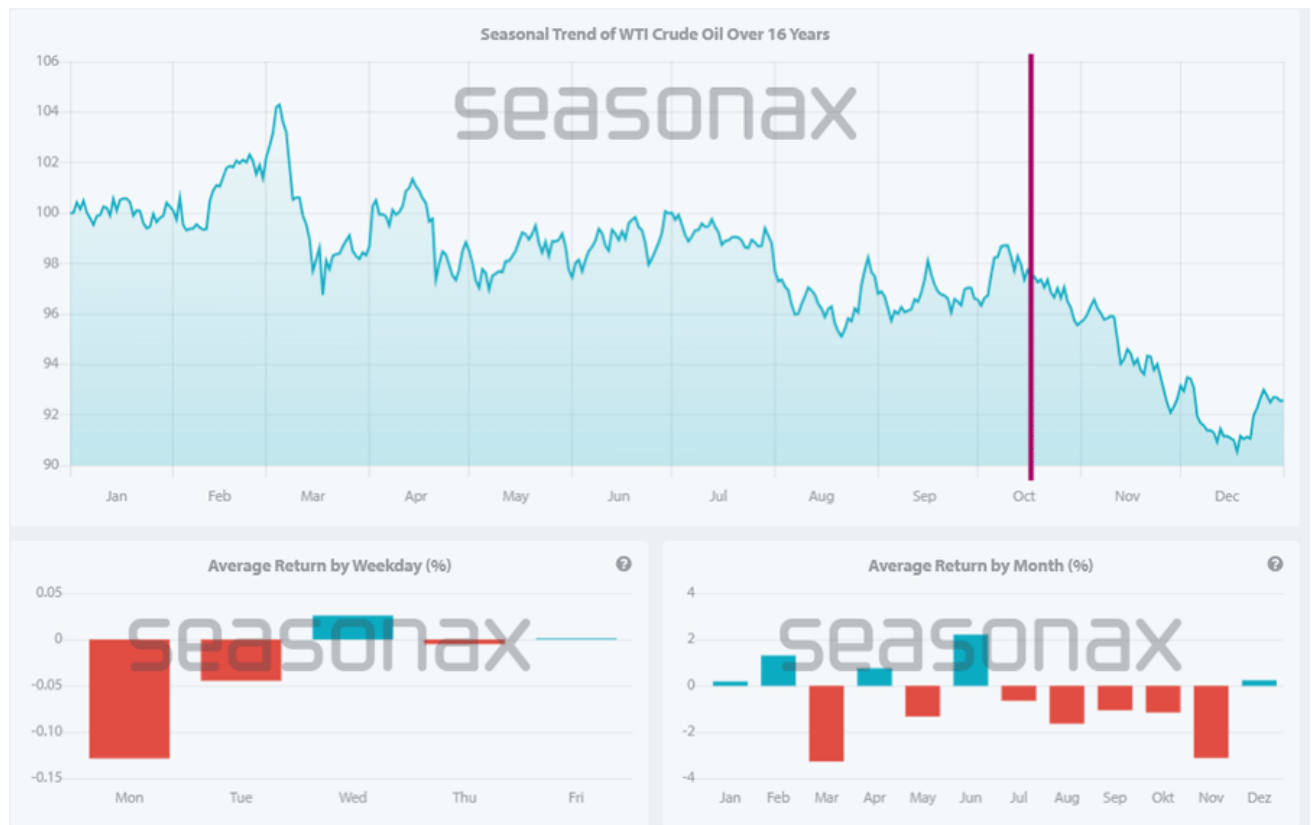 Seasonal Trend of WTI Crude Oil Over 16 Years
106
seasonax
104
102
100
98
96
94
92
90
Jan Feb Mar Apr May Jun Jul Aug Sep Oct Nov Dec
Average Return by Weekday (%) ?
0.05
seasonax
0
-0.05
-0.10
-0.15
Mon Tue Wed Thu Fri
Average Return by Month (%) ?
4
2
seasonax
0
-2
-4
Jan Feb Mar Apr May Jun Jul Aug Sep Okt Nov Dez